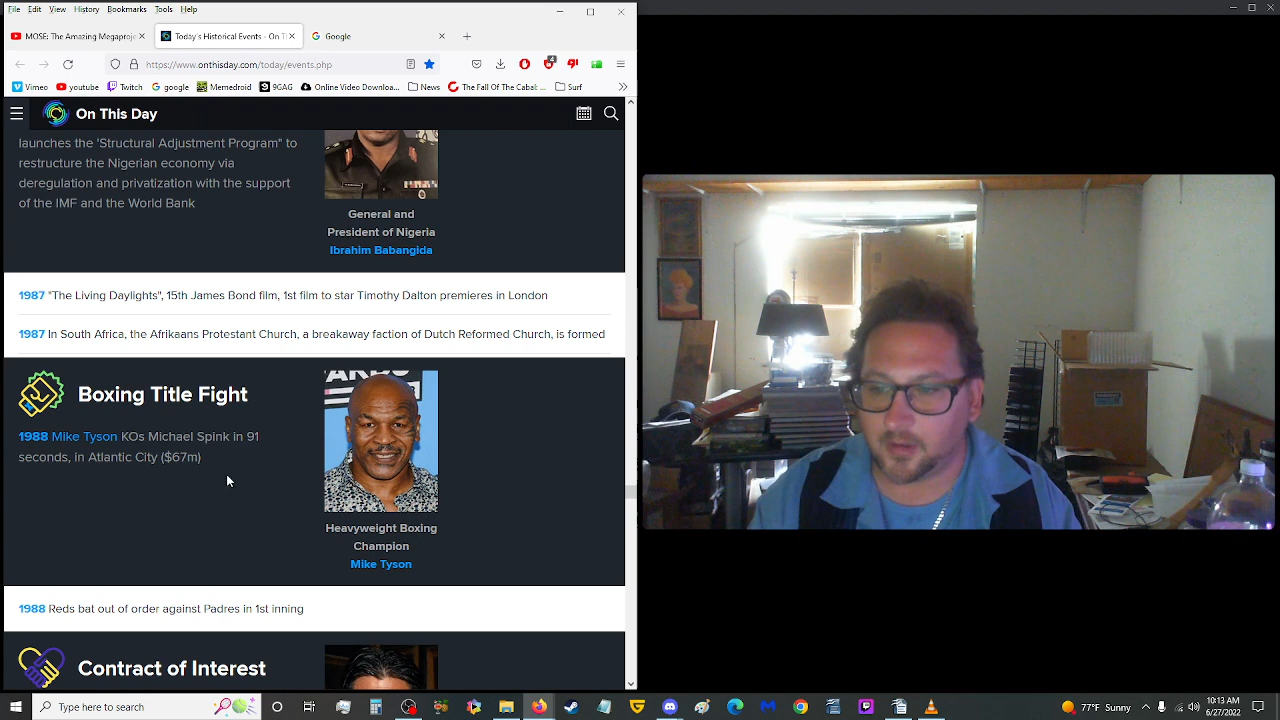 File Edit View History Bookmarks Tools Help
MOSE: The Amazing Megaproje
Today's Historical Events - On Th
Google
https://www.onthisday.com/today/events.php
Vimeo youtube Twitch google Memedroid 9GAG Online Video Downloa... News The Fall Of The Cabal: ... Surf
On This Day
launches the 'Structural Adjustment Program" to
restructure the Nigerian economy via
deregulation and privatization with the support
of the IMF and the World Bank
General and
President of Nigeria
Ibrahim Babangida
1987 "The Living Daylights", 15th James Bond film, 1st film to star Timothy Dalton premieres in London
1987 In South Africa, the Afrikaans Protestant Church, a breakaway faction of Dutch Reformed Church, is formed
Boxing Title Fight
1988 Mike Tyson KOs Michael Spink in 91
seconds, in Atlantic City ($67m)
Heavyweight Boxing
Champion
Mike Tyson
1988 Reds bat out of order against Padres in 1st inning
Contract of Interest
Type here to search
77°F Sunny
10:13 AM
6/27/2022